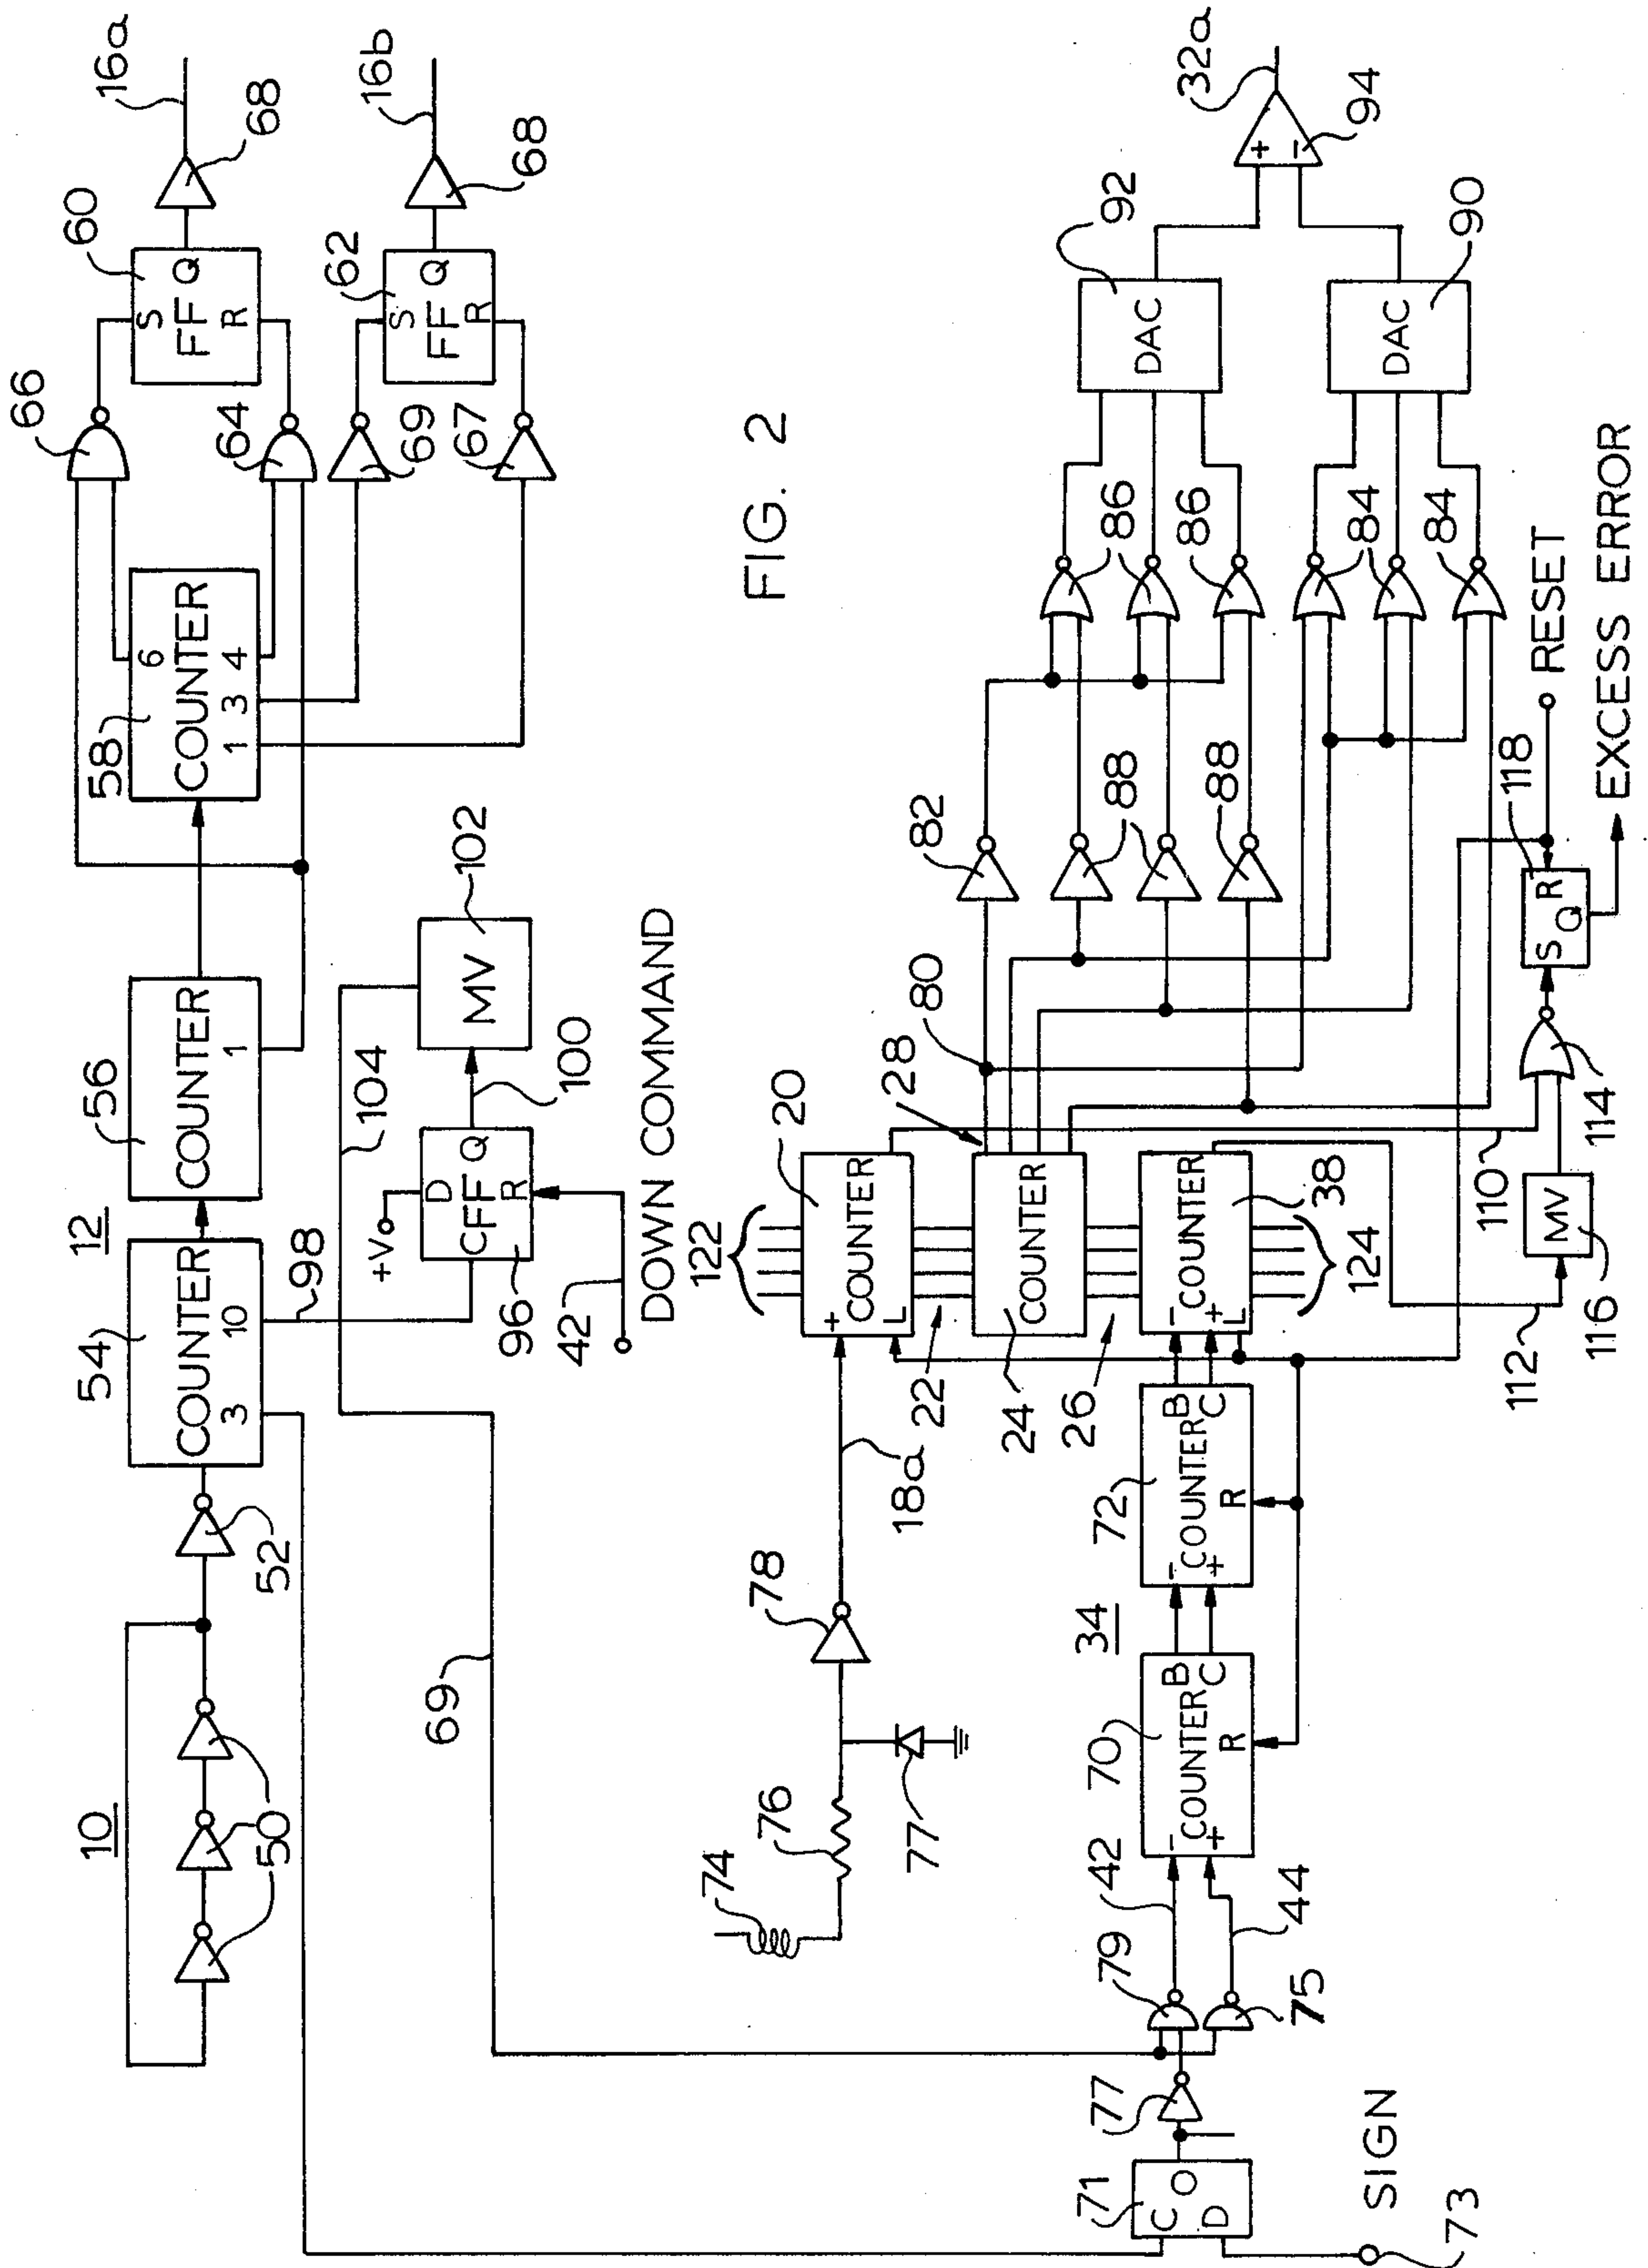 16a
68
60
S
FF
Q
R
66
64
16b
68
62
S
FF
Q
R
69
67
58
6
COUNTER
1
3
4
56
COUNTER
1
12
54
COUNTER
3
10
98
52
10
50
50
104
102
MV
100
+V
D
CFF
Q
R
96
42
DOWN COMMAND
69
FIG. 2
32a
94
+
−
92
DAC
90
DAC
86
86
84
84
82
88
88
80
28
122
20
+
COUNTER
L
22
24
COUNTER
26
38
−
COUNTER
+
L
124
110
112
114
116
MV
118
S
R
Q
RESET
EXCESS ERROR
18a
78
76
77
74
34
72
−
COUNTER
+
B
C
R
70
−
COUNTER
+
B
C
R
42
44
79
75
77
71
C
Q
D
SIGN
73